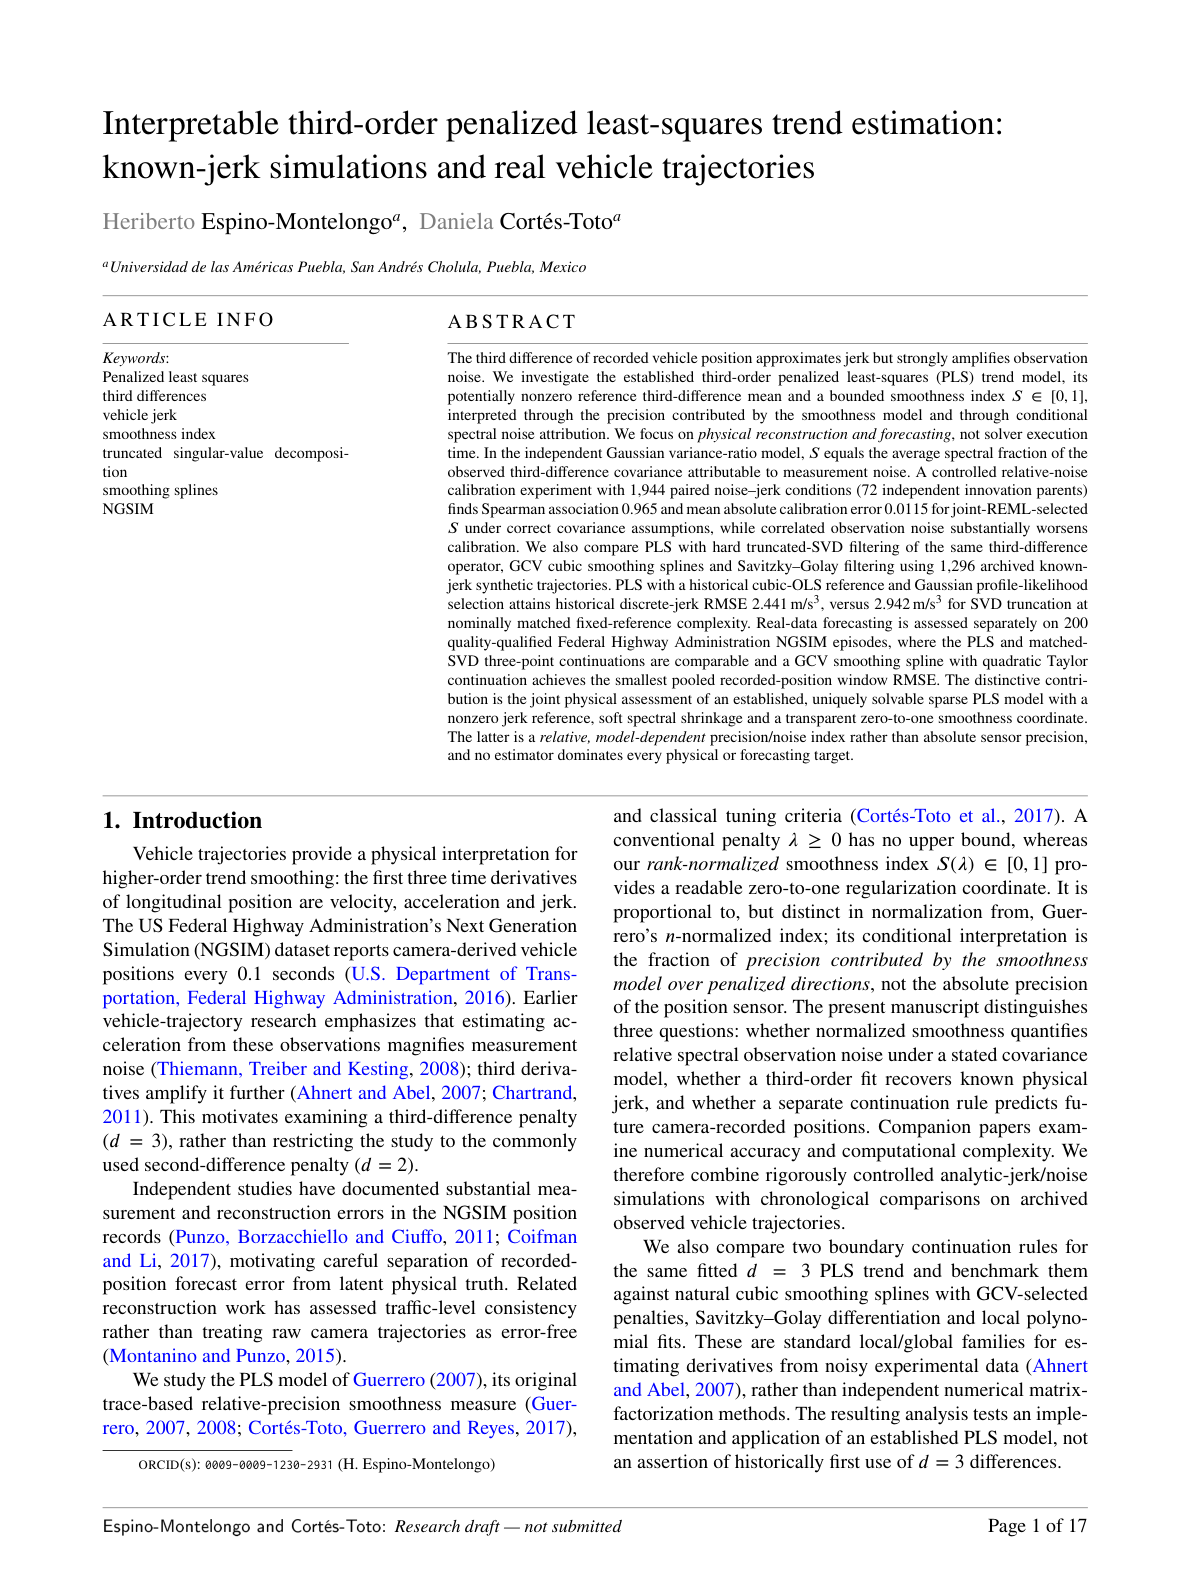 Interpretable third-order penalized least-squares trend estimation:
known-jerk simulations and real vehicle trajectories
Heriberto Espino-Montelongoᵃ, Daniela Cortés-Totoᵃ
ᵃUniversidad de las Américas Puebla, San Andrés Cholula, Puebla, Mexico
ARTICLE INFO
Keywords:
Penalized least squares
third differences
vehicle jerk
smoothness index
truncated singular-value decomposi-
tion
smoothing splines
NGSIM
ABSTRACT
The third difference of recorded vehicle position approximates jerk but strongly amplifies observation
noise. We investigate the established third-order penalized least-squares (PLS) trend model, its
potentially nonzero reference third-difference mean and a bounded smoothness index S ∈ [0, 1],
interpreted through the precision contributed by the smoothness model and through conditional
spectral noise attribution. We focus on physical reconstruction and forecasting, not solver execution
time. In the independent Gaussian variance-ratio model, S equals the average spectral fraction of the
observed third-difference covariance attributable to measurement noise. A controlled relative-noise
calibration experiment with 1,944 paired noise–jerk conditions (72 independent innovation parents)
finds Spearman association 0.965 and mean absolute calibration error 0.0115 for joint-REML-selected
S under correct covariance assumptions, while correlated observation noise substantially worsens
calibration. We also compare PLS with hard truncated-SVD filtering of the same third-difference
operator, GCV cubic smoothing splines and Savitzky–Golay filtering using 1,296 archived known-
jerk synthetic trajectories. PLS with a historical cubic-OLS reference and Gaussian profile-likelihood
selection attains historical discrete-jerk RMSE 2.441 m/s³, versus 2.942 m/s³ for SVD truncation at
nominally matched fixed-reference complexity. Real-data forecasting is assessed separately on 200
quality-qualified Federal Highway Administration NGSIM episodes, where the PLS and matched-
SVD three-point continuations are comparable and a GCV smoothing spline with quadratic Taylor
continuation achieves the smallest pooled recorded-position window RMSE. The distinctive contri-
bution is the joint physical assessment of an established, uniquely solvable sparse PLS model with a
nonzero jerk reference, soft spectral shrinkage and a transparent zero-to-one smoothness coordinate.
The latter is a relative, model-dependent precision/noise index rather than absolute sensor precision,
and no estimator dominates every physical or forecasting target.
1. Introduction
Vehicle trajectories provide a physical interpretation for
higher-order trend smoothing: the first three time derivatives
of longitudinal position are velocity, acceleration and jerk.
The US Federal Highway Administration's Next Generation
Simulation (NGSIM) dataset reports camera-derived vehicle
positions every 0.1 seconds (U.S. Department of Trans-
portation, Federal Highway Administration, 2016). Earlier
vehicle-trajectory research emphasizes that estimating ac-
celeration from these observations magnifies measurement
noise (Thiemann, Treiber and Kesting, 2008); third deriva-
tives amplify it further (Ahnert and Abel, 2007; Chartrand,
2011). This motivates examining a third-difference penalty
(d = 3), rather than restricting the study to the commonly
used second-difference penalty (d = 2).
Independent studies have documented substantial mea-
surement and reconstruction errors in the NGSIM position
records (Punzo, Borzacchiello and Ciuffo, 2011; Coifman
and Li, 2017), motivating careful separation of recorded-
position forecast error from latent physical truth. Related
reconstruction work has assessed traffic-level consistency
rather than treating raw camera trajectories as error-free
(Montanino and Punzo, 2015).
We study the PLS model of Guerrero (2007), its original
trace-based relative-precision smoothness measure (Guer-
rero, 2007, 2008; Cortés-Toto, Guerrero and Reyes, 2017),
ORCID(s): 0009-0009-1230-2931 (H. Espino-Montelongo)
and classical tuning criteria (Cortés-Toto et al., 2017). A
conventional penalty λ ≥ 0 has no upper bound, whereas
our rank-normalized smoothness index S(λ) ∈ [0, 1] pro-
vides a readable zero-to-one regularization coordinate. It is
proportional to, but distinct in normalization from, Guer-
rero's n-normalized index; its conditional interpretation is
the fraction of precision contributed by the smoothness
model over penalized directions, not the absolute precision
of the position sensor. The present manuscript distinguishes
three questions: whether normalized smoothness quantifies
relative spectral observation noise under a stated covariance
model, whether a third-order fit recovers known physical
jerk, and whether a separate continuation rule predicts fu-
ture camera-recorded positions. Companion papers exam-
ine numerical accuracy and computational complexity. We
therefore combine rigorously controlled analytic-jerk/noise
simulations with chronological comparisons on archived
observed vehicle trajectories.
We also compare two boundary continuation rules for
the same fitted d = 3 PLS trend and benchmark them
against natural cubic smoothing splines with GCV-selected
penalties, Savitzky–Golay differentiation and local polyno-
mial fits. These are standard local/global families for es-
timating derivatives from noisy experimental data (Ahnert
and Abel, 2007), rather than independent numerical matrix-
factorization methods. The resulting analysis tests an imple-
mentation and application of an established PLS model, not
an assertion of historically first use of d = 3 differences.
Espino-Montelongo and Cortés-Toto: Research draft — not submitted
Page 1 of 17